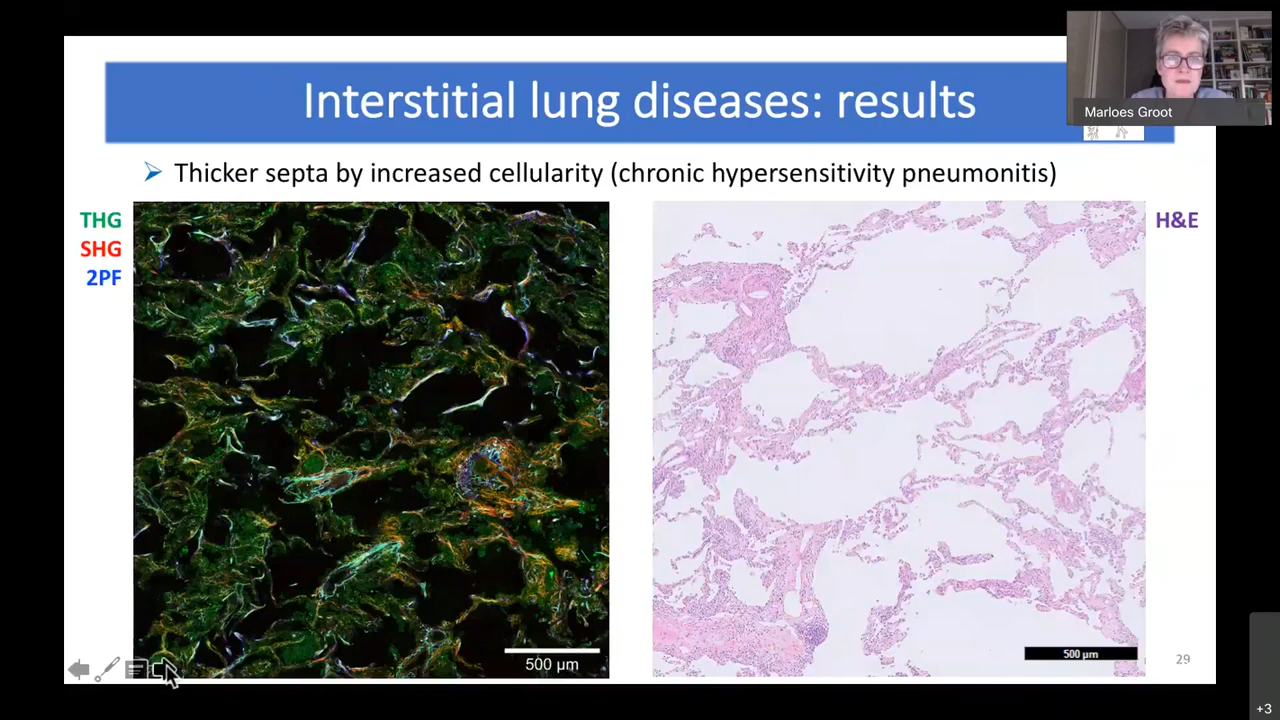 Interstitial lung diseases: results
Marloes Groot
Thicker septa by increased cellularity (chronic hypersensitivity pneumonitis)
THG
SHG
2PF
H&E
500 µm
500 µm
29
+3